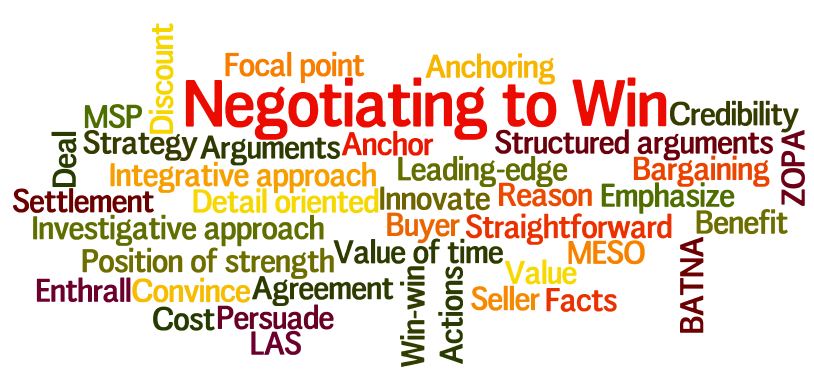 Discount
Focal point
Anchoring
Negotiating to Win
MSP
Credibility
Deal
Strategy
Arguments
Anchor
Structured arguments
ZOPA
Integrative approach
Leading-edge
Bargaining
Settlement
Detail oriented
Innovate
Reason
Emphasize
Investigative approach
Buyer
Straightforward
Benefit
Position of strength
Value of time
MESO
BATNA
Enthrall
Convince
Agreement
Win-win
Actions
Value
Seller
Facts
Cost
Persuade
LAS